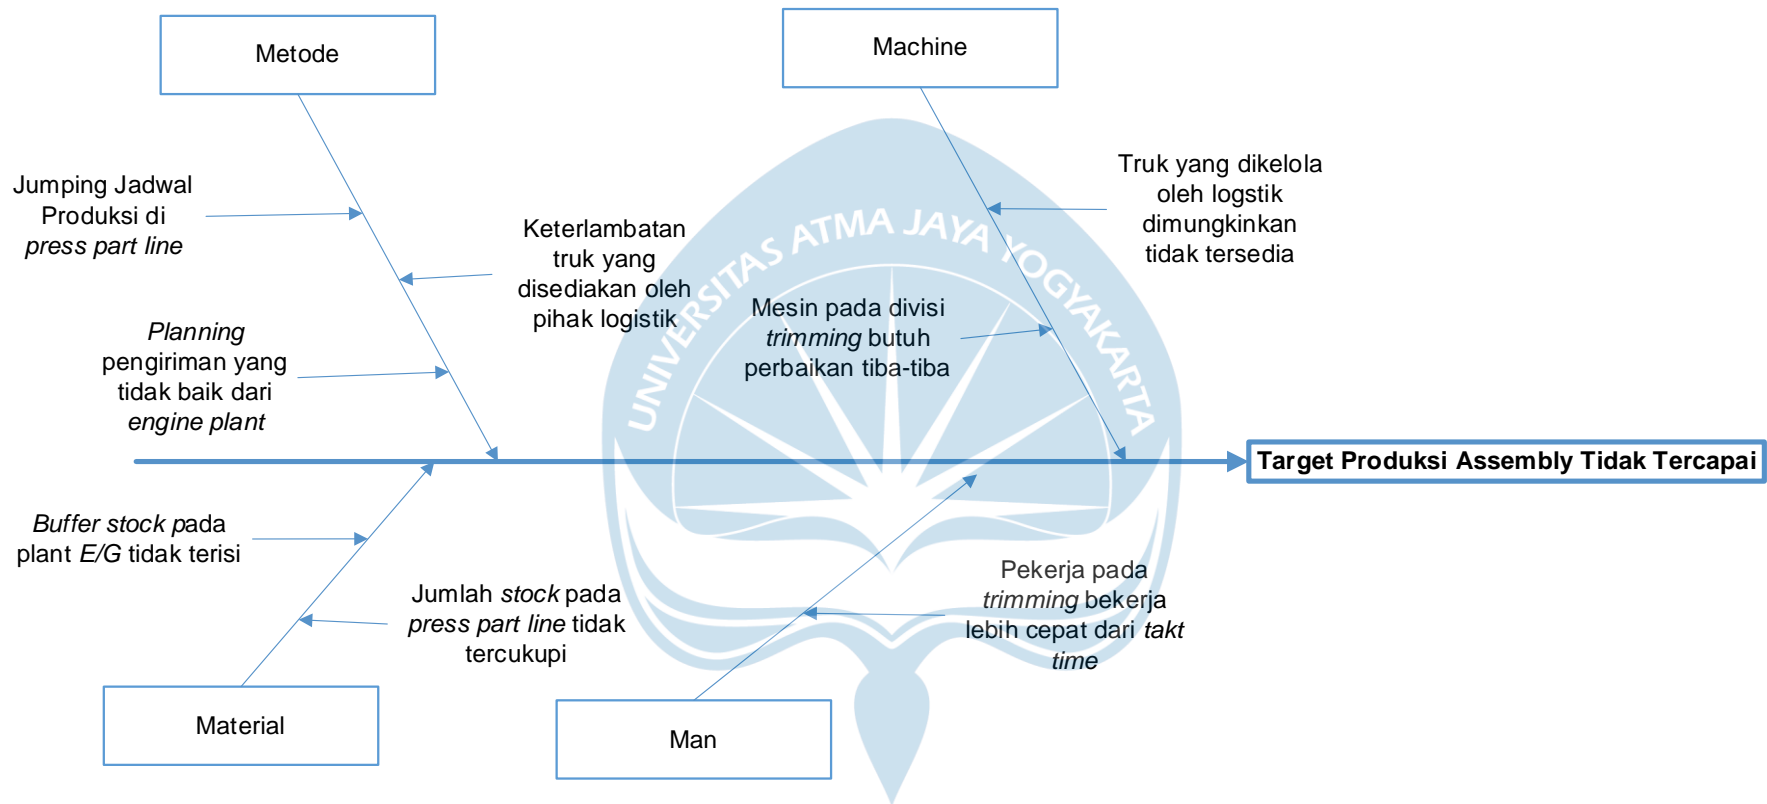 Metode
Machine
Jumping Jadwal
Produksi di
press part line
Keterlambatan
truk yang
disediakan oleh
pihak logistik
Planning
pengiriman yang
tidak baik dari
engine plant
Truk yang dikelola
oleh logstik
dimungkinkan
tidak tersedia
Mesin pada divisi
trimming butuh
perbaikan tiba-tiba
UNIVERSITAS ATMA JAYA YOGYAKARTA
Target Produksi Assembly Tidak Tercapai
Buffer stock pada
plant E/G tidak terisi
Jumlah stock pada
press part line tidak
tercukupi
Pekerja pada
trimming bekerja
lebih cepat dari takt
time
Material
Man